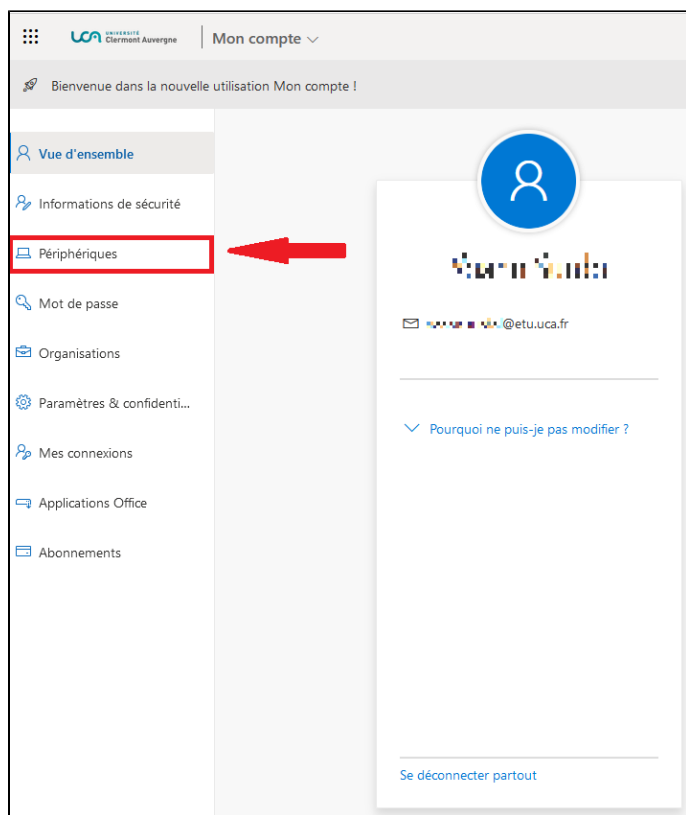 UCA UNIVERSITÉ Clermont Auvergne
Mon compte
Bienvenue dans la nouvelle utilisation Mon compte !
Vue d'ensemble
Informations de sécurité
Périphériques
Mot de passe
Organisations
Paramètres & confidenti...
Mes connexions
Applications Office
Abonnements
@etu.uca.fr
Pourquoi ne puis-je pas modifier ?
Se déconnecter partout